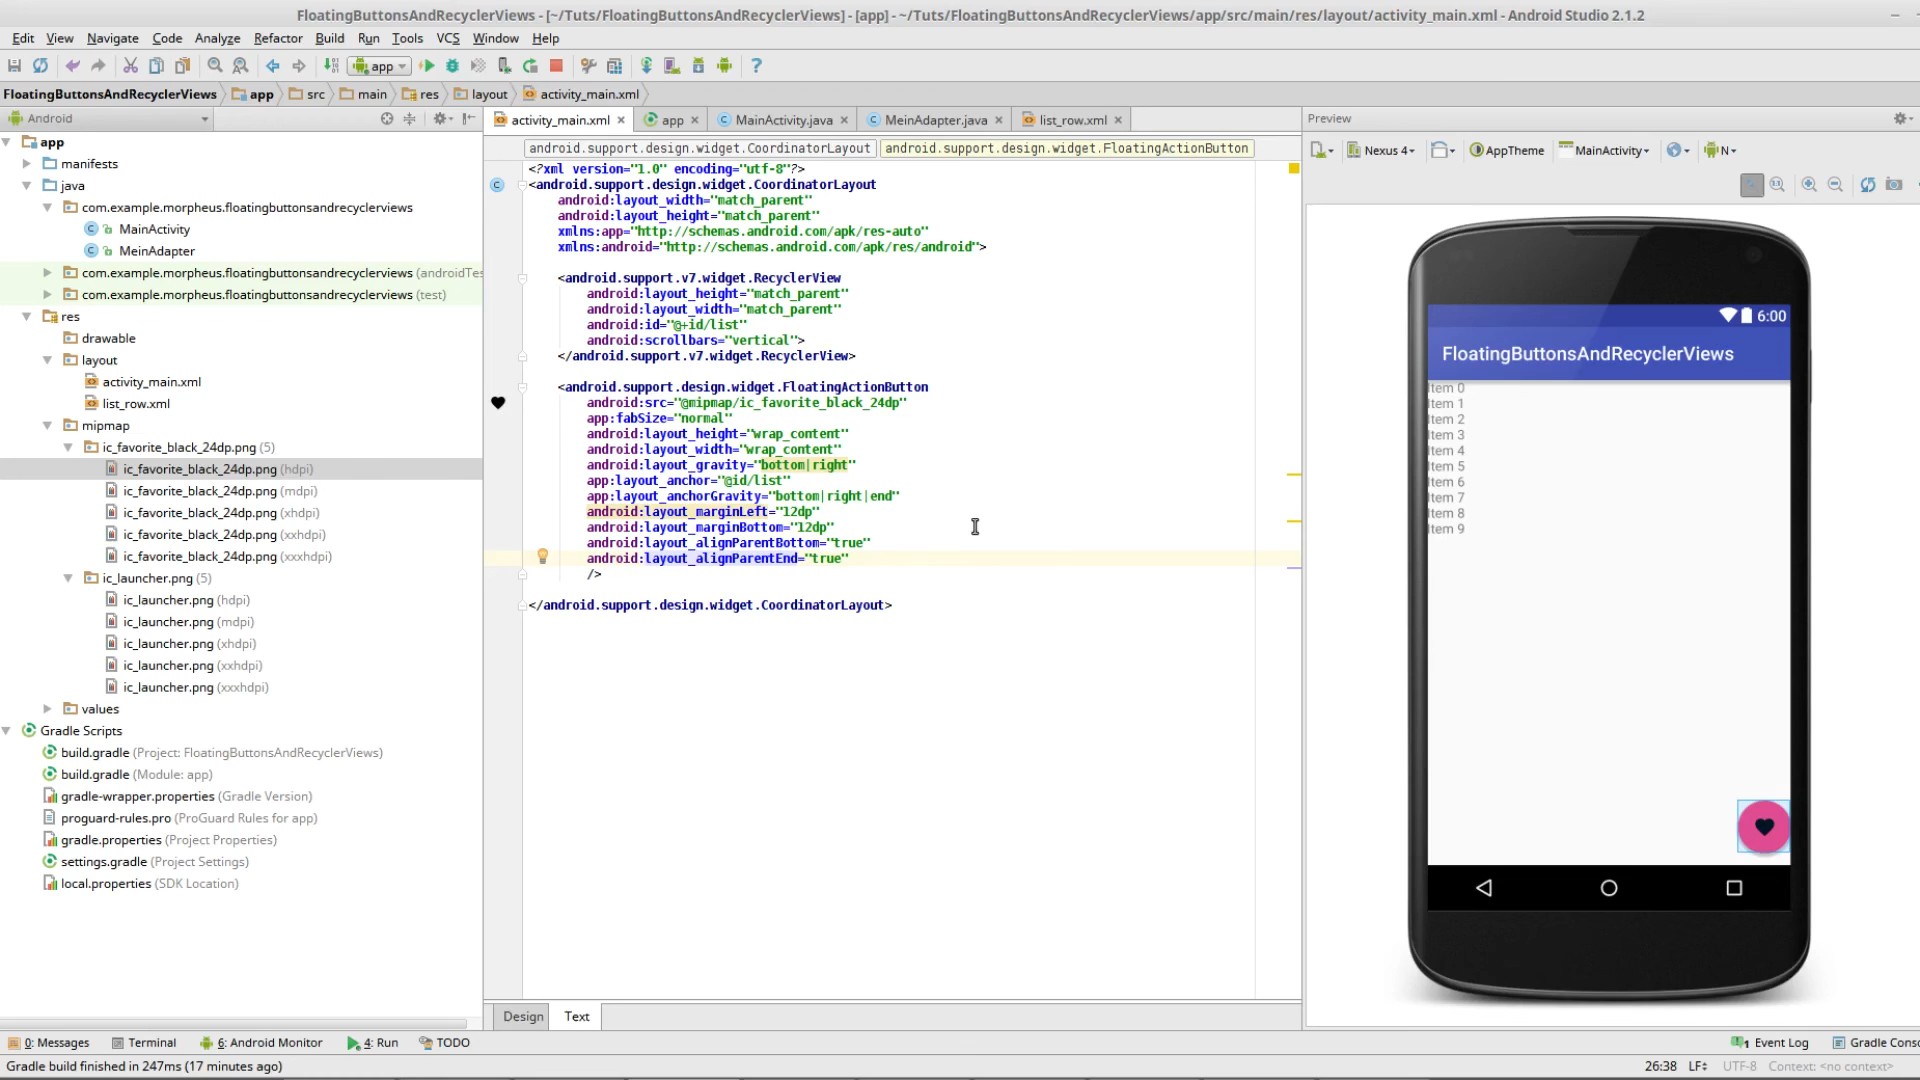 FloatingButtonsAndRecyclerViews - [~/Tuts/FloatingButtonsAndRecyclerViews] - [app] - ~/Tuts/FloatingButtonsAndRecyclerViews/app/src/main/res/layout/activity_main.xml - Android Studio 2.1.2
Edit View Navigate Code Analyze Refactor Build Run Tools VCS Window Help
app
FloatingButtonsAndRecyclerViews app src main res layout activity_main.xml
Android
activity_main.xml app MainActivity.java MeinAdapter.java list_row.xml
Preview
app
manifests
java
com.example.morpheus.floatingbuttonsandrecyclerviews
MainActivity
MeinAdapter
com.example.morpheus.floatingbuttonsandrecyclerviews (androidTes
com.example.morpheus.floatingbuttonsandrecyclerviews (test)
res
drawable
layout
activity_main.xml
list_row.xml
mipmap
ic_favorite_black_24dp.png (5)
ic_favorite_black_24dp.png (hdpi)
ic_favorite_black_24dp.png (mdpi)
ic_favorite_black_24dp.png (xhdpi)
ic_favorite_black_24dp.png (xxhdpi)
ic_favorite_black_24dp.png (xxxhdpi)
ic_launcher.png (5)
ic_launcher.png (hdpi)
ic_launcher.png (mdpi)
ic_launcher.png (xhdpi)
ic_launcher.png (xxhdpi)
ic_launcher.png (xxxhdpi)
values
Gradle Scripts
build.gradle (Project: FloatingButtonsAndRecyclerViews)
build.gradle (Module: app)
gradle-wrapper.properties (Gradle Version)
proguard-rules.pro (ProGuard Rules for app)
gradle.properties (Project Properties)
settings.gradle (Project Settings)
local.properties (SDK Location)
android.support.design.widget.CoordinatorLayout android.support.design.widget.FloatingActionButton
<?xml version="1.0" encoding="utf-8"?>
<android.support.design.widget.CoordinatorLayout
android:layout_width="match_parent"
android:layout_height="match_parent"
xmlns:app="http://schemas.android.com/apk/res-auto"
xmlns:android="http://schemas.android.com/apk/res/android">
<android.support.v7.widget.RecyclerView
android:layout_height="match_parent"
android:layout_width="match_parent"
android:id="@+id/list"
android:scrollbars="vertical">
</android.support.v7.widget.RecyclerView>
<android.support.design.widget.FloatingActionButton
android:src="@mipmap/ic_favorite_black_24dp"
app:fabSize="normal"
android:layout_height="wrap_content"
android:layout_width="wrap_content"
android:layout_gravity="bottom|right"
app:layout_anchor="@id/list"
app:layout_anchorGravity="bottom|right|end"
android:layout_marginLeft="12dp"
android:layout_marginBottom="12dp"
android:layout_alignParentBottom="true"
android:layout_alignParentEnd="true"
/>
</android.support.design.widget.CoordinatorLayout>
Design Text
Nexus 4 AppTheme MainActivity N
6:00
FloatingButtonsAndRecyclerViews
Item 0
Item 1
Item 2
Item 3
Item 4
Item 5
Item 6
Item 7
Item 8
Item 9
0: Messages Terminal 6: Android Monitor 4: Run TODO
1 Event Log Gradle Conso
Gradle build finished in 247ms (17 minutes ago)
26:38 LF UTF-8 Context: <no context>